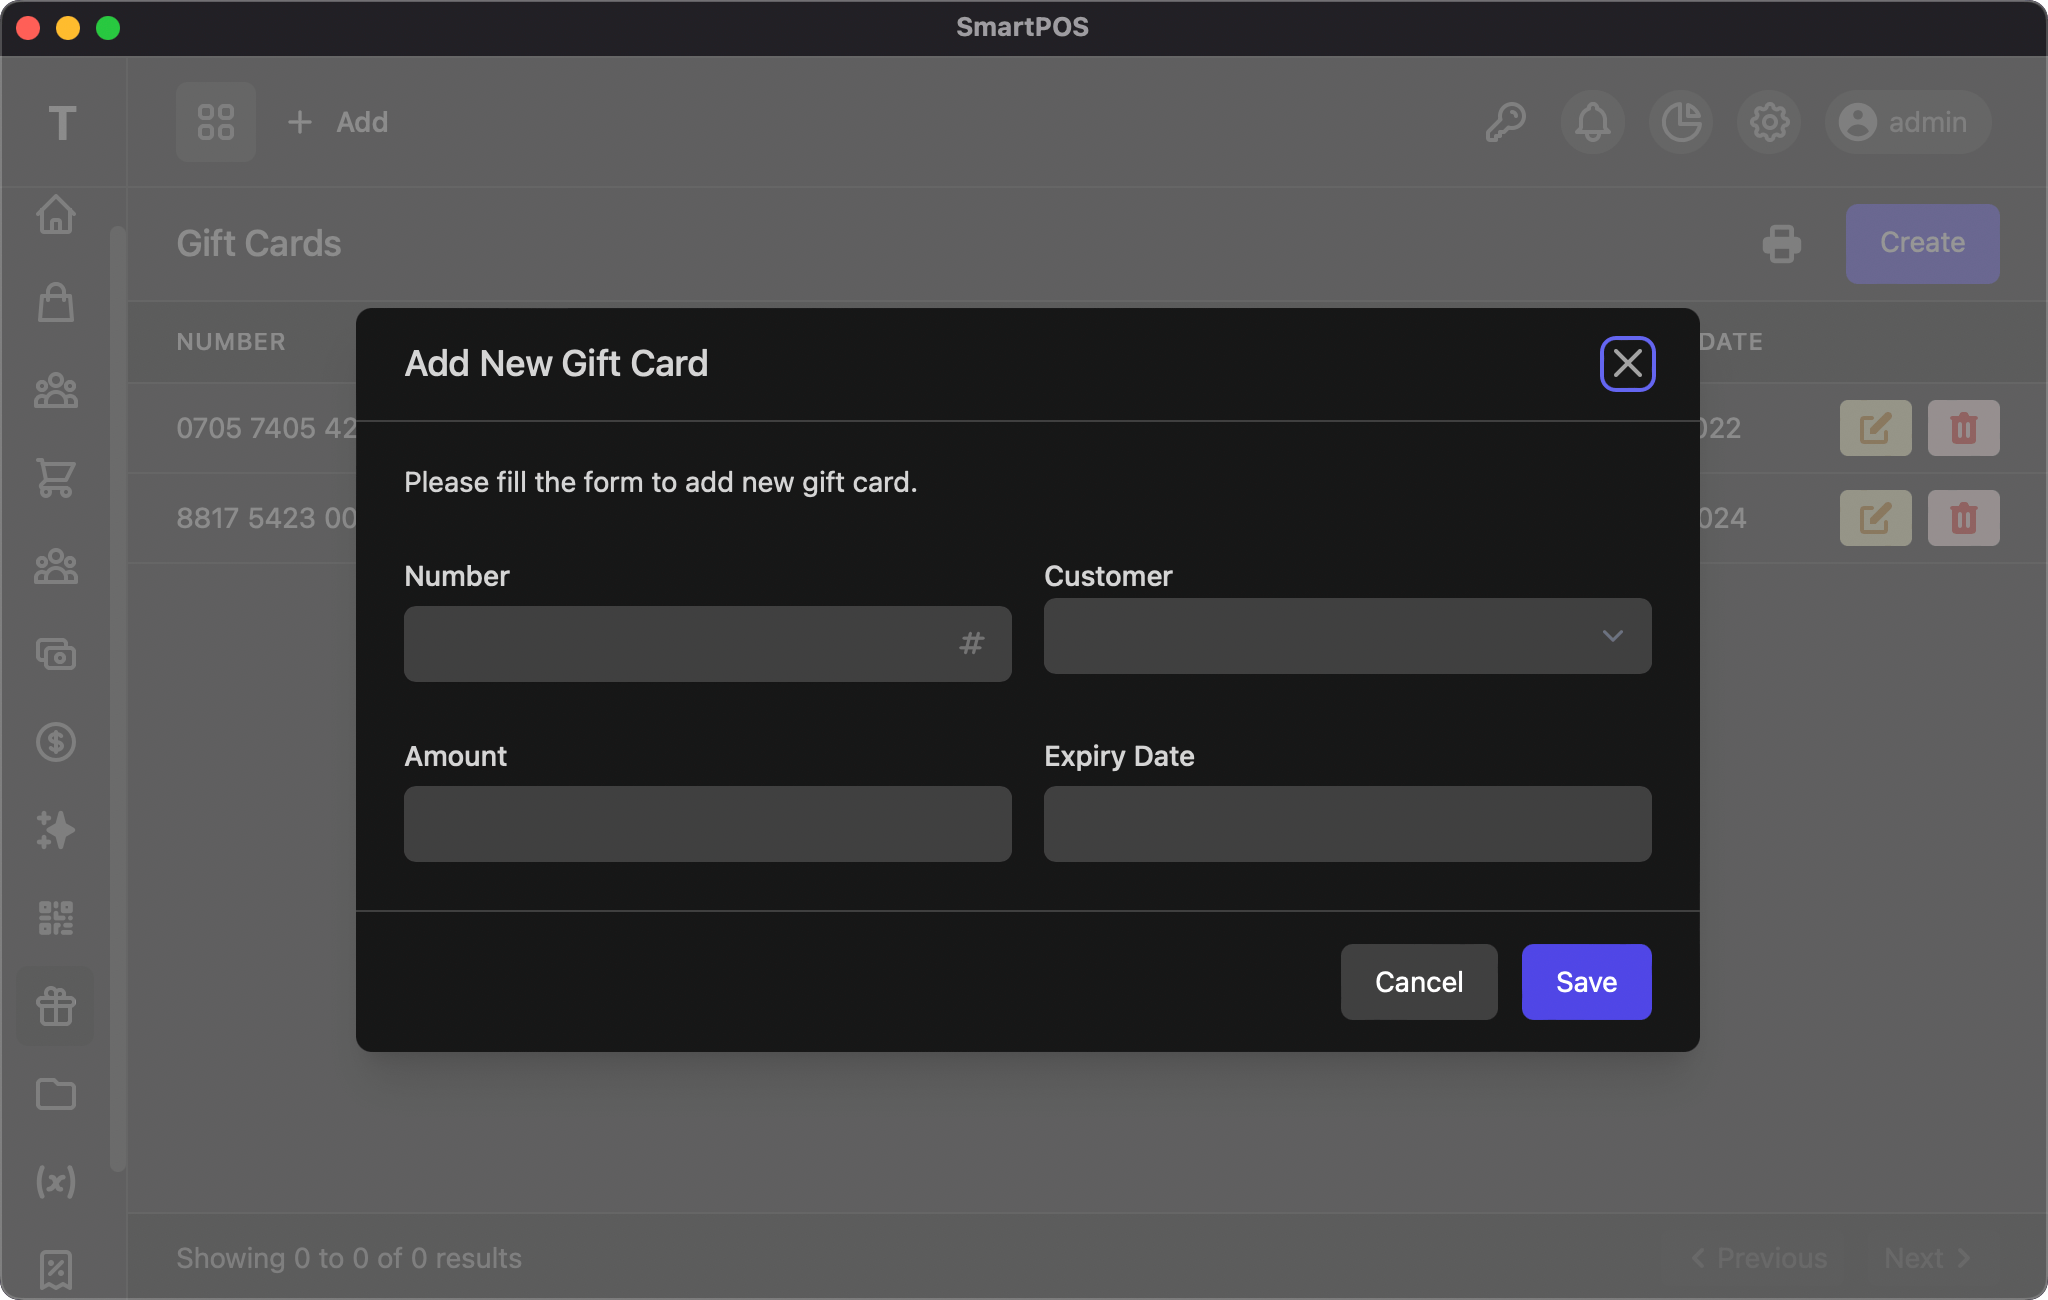 SmartPOS
T
Add
admin
Gift Cards
Create
NUMBER
DATE
0705 7405 42
022
8817 5423 00
024
Add New Gift Card
Please fill the form to add new gift card.
Number
Customer
#
Amount
Expiry Date
Cancel
Save
Showing 0 to 0 of 0 results
Previous
Next